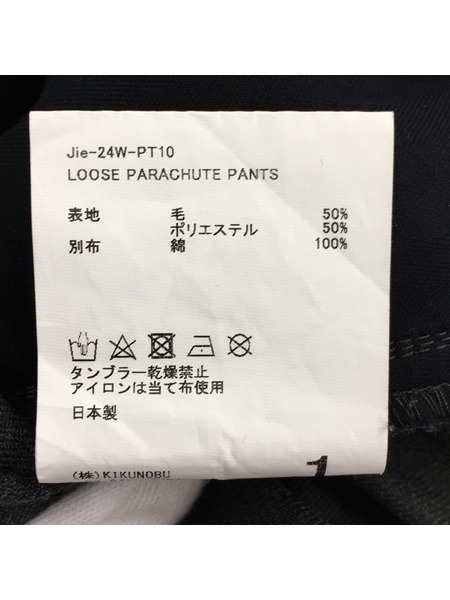 Jie-24W-PT10
LOOSE PARACHUTE PANTS
表地 毛 50%
ポリエステル 50%
別布 綿 100%
タンブラー乾燥禁止
アイロンは当て布使用
日本製
(株)KIKUNOBU
1